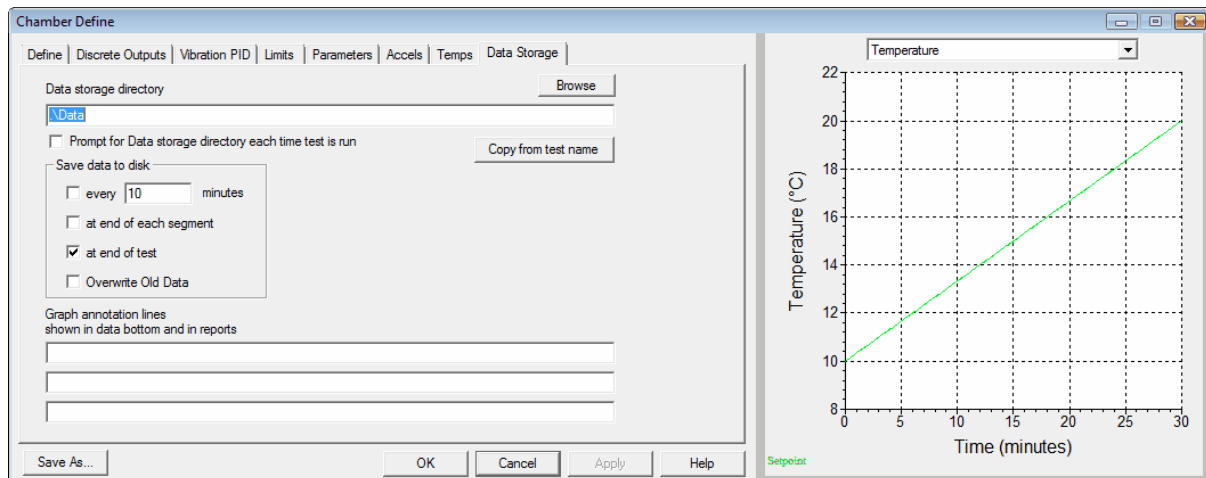 Chamber Define
Define Discrete Outputs Vibration PID Limits Parameters Accels Temps Data Storage
Data storage directory
Browse
.\Data
Prompt for Data storage directory each time test is run
Copy from test name
Save data to disk
every 10 minutes
at end of each segment
at end of test
Overwrite Old Data
Graph annotation lines
shown in data bottom and in reports
Save As...
OK
Cancel
Apply
Help
Temperature
22
20
18
16
14
12
10
8
Temperature (°C)
0 5 10 15 20 25 30
Time (minutes)
Setpoint